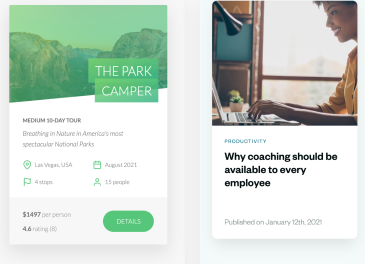 THE PARK
CAMPER
MEDIUM 10-DAY TOUR
Breathing in Nature in America's most
spectacular National Parks
Las Vegas, USA
August 2021
4 stops
15 people
$1497 per person
4.6 rating (8)
DETAILS
PRODUCTIVITY
Why coaching should be
available to every
employee
Published on January 12th, 2021